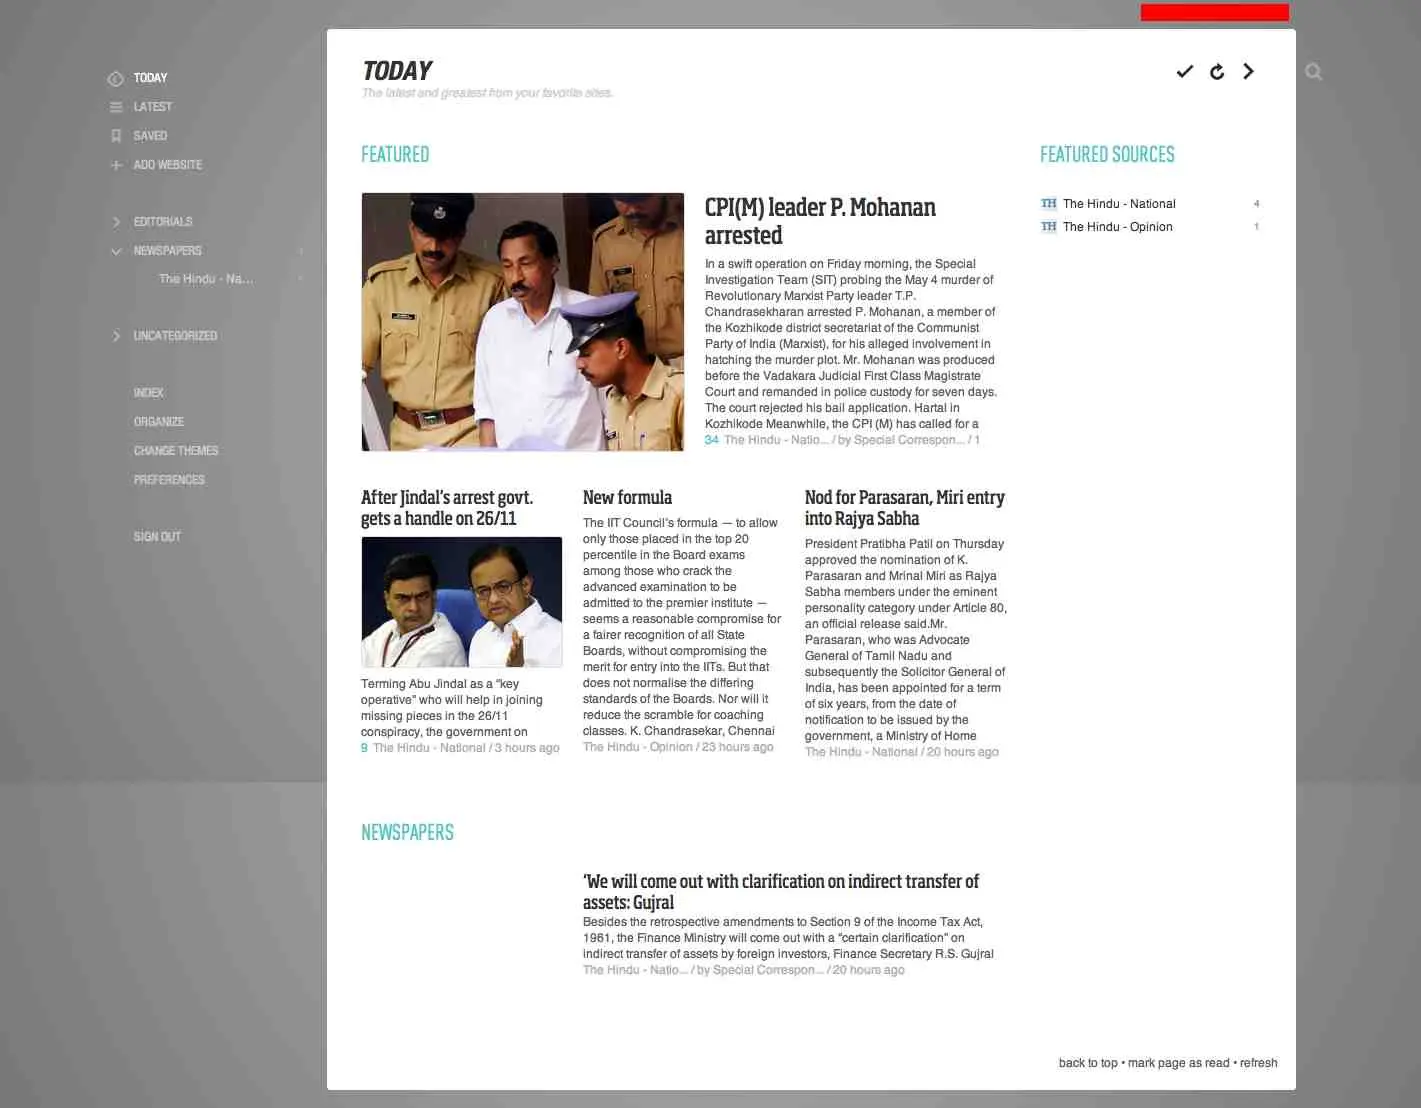 TODAY
LATEST
SAVED
ADD WEBSITE
EDITORIALS
NEWSPAPERS
The Hindu - Na...
UNCATEGORIZED
INDEX
ORGANIZE
CHANGE THEMES
PREFERENCES
SIGN OUT
TODAY
The latest and greatest from your favorite sites.
FEATURED
CPI(M) leader P. Mohanan
arrested
In a swift operation on Friday morning, the Special
Investigation Team (SIT) probing the May 4 murder of
Revolutionary Marxist Party leader T.P.
Chandrasekharan arrested P. Mohanan, a member of
the Kozhikode district secretariat of the Communist
Party of India (Marxist), for his alleged involvement in
hatching the murder plot. Mr. Mohanan was produced
before the Vadakara Judicial First Class Magistrate
Court and remanded in police custody for seven days.
The court rejected his bail application. Hartal in
Kozhikode Meanwhile, the CPI (M) has called for a
34 The Hindu - Natio... / by Special Correspon... / 1
After Jindal's arrest govt.
gets a handle on 26/11
Terming Abu Jindal as a "key
operative" who will help in joining
missing pieces in the 26/11
conspiracy, the government on
9 The Hindu - National / 3 hours ago
New formula
The IIT Council's formula — to allow
only those placed in the top 20
percentile in the Board exams
among those who crack the
advanced examination to be
admitted to the premier institute —
seems a reasonable compromise for
a fairer recognition of all State
Boards, without compromising the
merit for entry into the IITs. But that
does not normalise the differing
standards of the Boards. Nor will it
reduce the scramble for coaching
classes. K. Chandrasekar, Chennai
The Hindu - Opinion / 23 hours ago
Nod for Parasaran, Miri entry
into Rajya Sabha
President Pratibha Patil on Thursday
approved the nomination of K.
Parasaran and Mrinal Miri as Rajya
Sabha members under the eminent
personality category under Article 80,
an official release said.Mr.
Parasaran, who was Advocate
General of Tamil Nadu and
subsequently the Solicitor General of
India, has been appointed for a term
of six years, from the date of
notification to be issued by the
government, a Ministry of Home
The Hindu - National / 20 hours ago
FEATURED SOURCES
TH The Hindu - National 4
TH The Hindu - Opinion 1
NEWSPAPERS
‘We will come out with clarification on indirect transfer of
assets: Gujral
Besides the retrospective amendments to Section 9 of the Income Tax Act,
1961, the Finance Ministry will come out with a "certain clarification" on
indirect transfer of assets by foreign investors, Finance Secretary R.S. Gujral
The Hindu - Natio... / by Special Correspon... / 20 hours ago
back to top • mark page as read • refresh